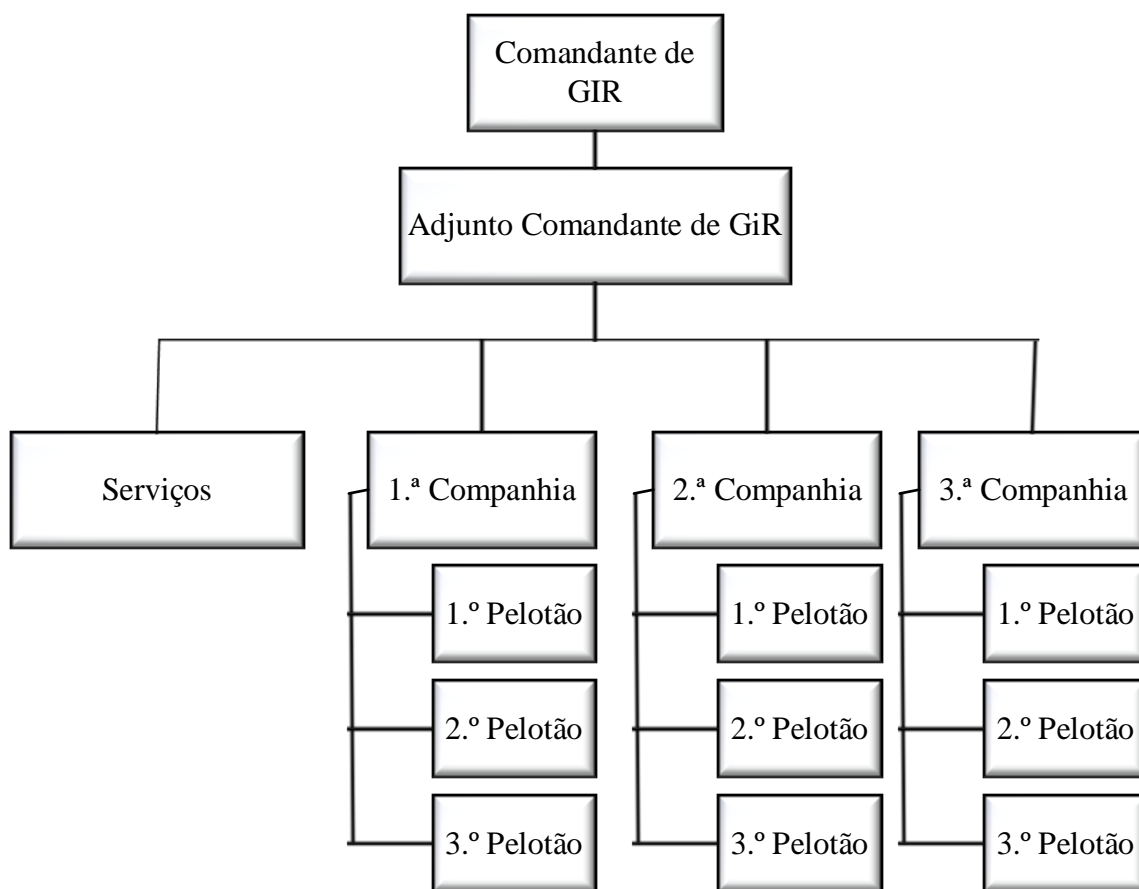 Comandante de
GIR
Adjunto Comandante de GiR
Serviços
1.ª Companhia
2.ª Companhia
3.ª Companhia
1.º Pelotão
1.º Pelotão
1.º Pelotão
2.º Pelotão
2.º Pelotão
2.º Pelotão
3.º Pelotão
3.º Pelotão
3.º Pelotão